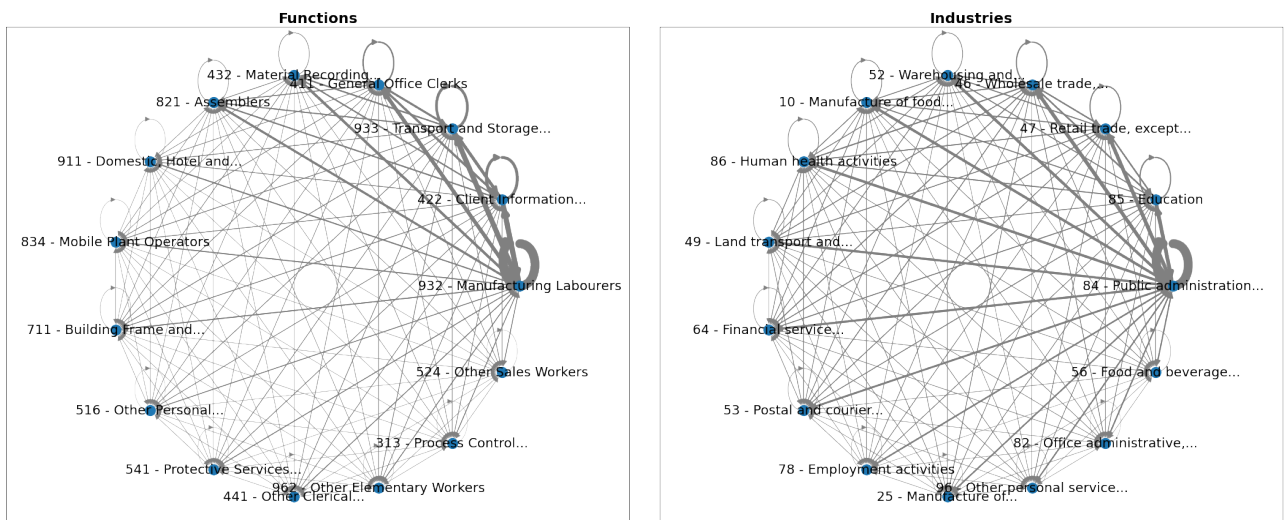 Functions
432 - Material Recording...
411 - General Office Clerks
821 - Assemblers
933 - Transport and Storage...
911 - Domestic, Hotel and...
422 - Client Information...
834 - Mobile Plant Operators
932 - Manufacturing Labourers
711 - Building Frame and...
524 - Other Sales Workers
516 - Other Personal...
313 - Process Control...
541 - Protective Services...
962 - Other Elementary Workers
441 - Other Clerical...
Industries
52 - Warehousing and...
46 - Wholesale trade,...
10 - Manufacture of food...
47 - Retail trade, except...
86 - Human health activities
85 - Education
49 - Land transport and...
84 - Public administration...
64 - Financial service...
56 - Food and beverage...
53 - Postal and courier...
82 - Office administrative,...
78 - Employment activities
96 - Other personal service...
25 - Manufacture of...